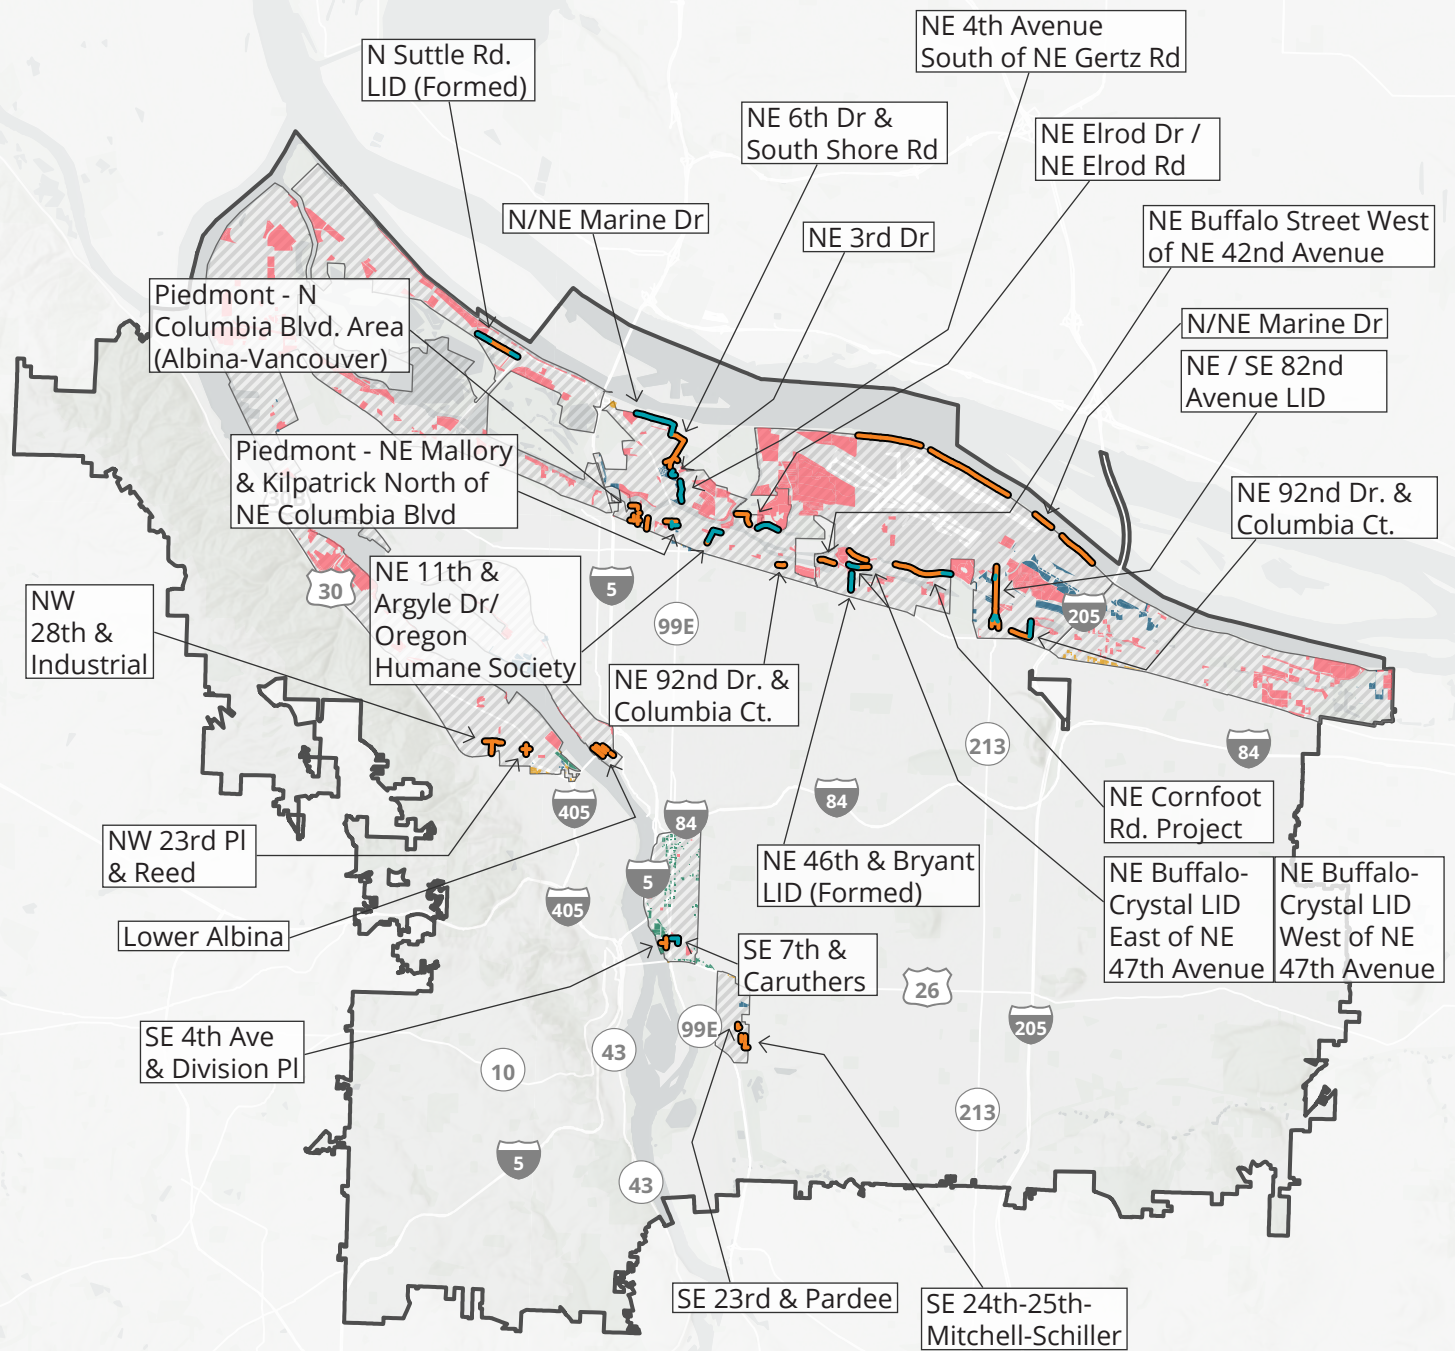 NE 4th Avenue
South of NE Gertz Rd
N Suttle Rd.
LID (Formed)
NE 6th Dr &
South Shore Rd
NE Elrod Dr /
NE Elrod Rd
N/NE Marine Dr
NE 3rd Dr
NE Buffalo Street West
of NE 42nd Avenue
Piedmont - N
Columbia Blvd. Area
(Albina-Vancouver)
N/NE Marine Dr
NE / SE 82nd
Avenue LID
Piedmont - NE Mallory
& Kilpatrick North of
NE Columbia Blvd
NE 92nd Dr. &
Columbia Ct.
NE 11th &
Argyle Dr/
Oregon
Humane Society
30
5
99E
205
NW
28th &
Industrial
NE 92nd Dr. &
Columbia Ct.
213
84
NE Cornfoot
Rd. Project
405
84
84
NW 23rd Pl
& Reed
NE 46th & Bryant
LID (Formed)
NE Buffalo-
Crystal LID
East of NE
47th Avenue
NE Buffalo-
Crystal LID
West of NE
47th Avenue
5
405
Lower Albina
SE 7th &
Caruthers
26
SE 4th Ave
& Division Pl
99E
205
43
10
213
5
43
SE 23rd & Pardee
SE 24th-25th-
Mitchell-Schiller